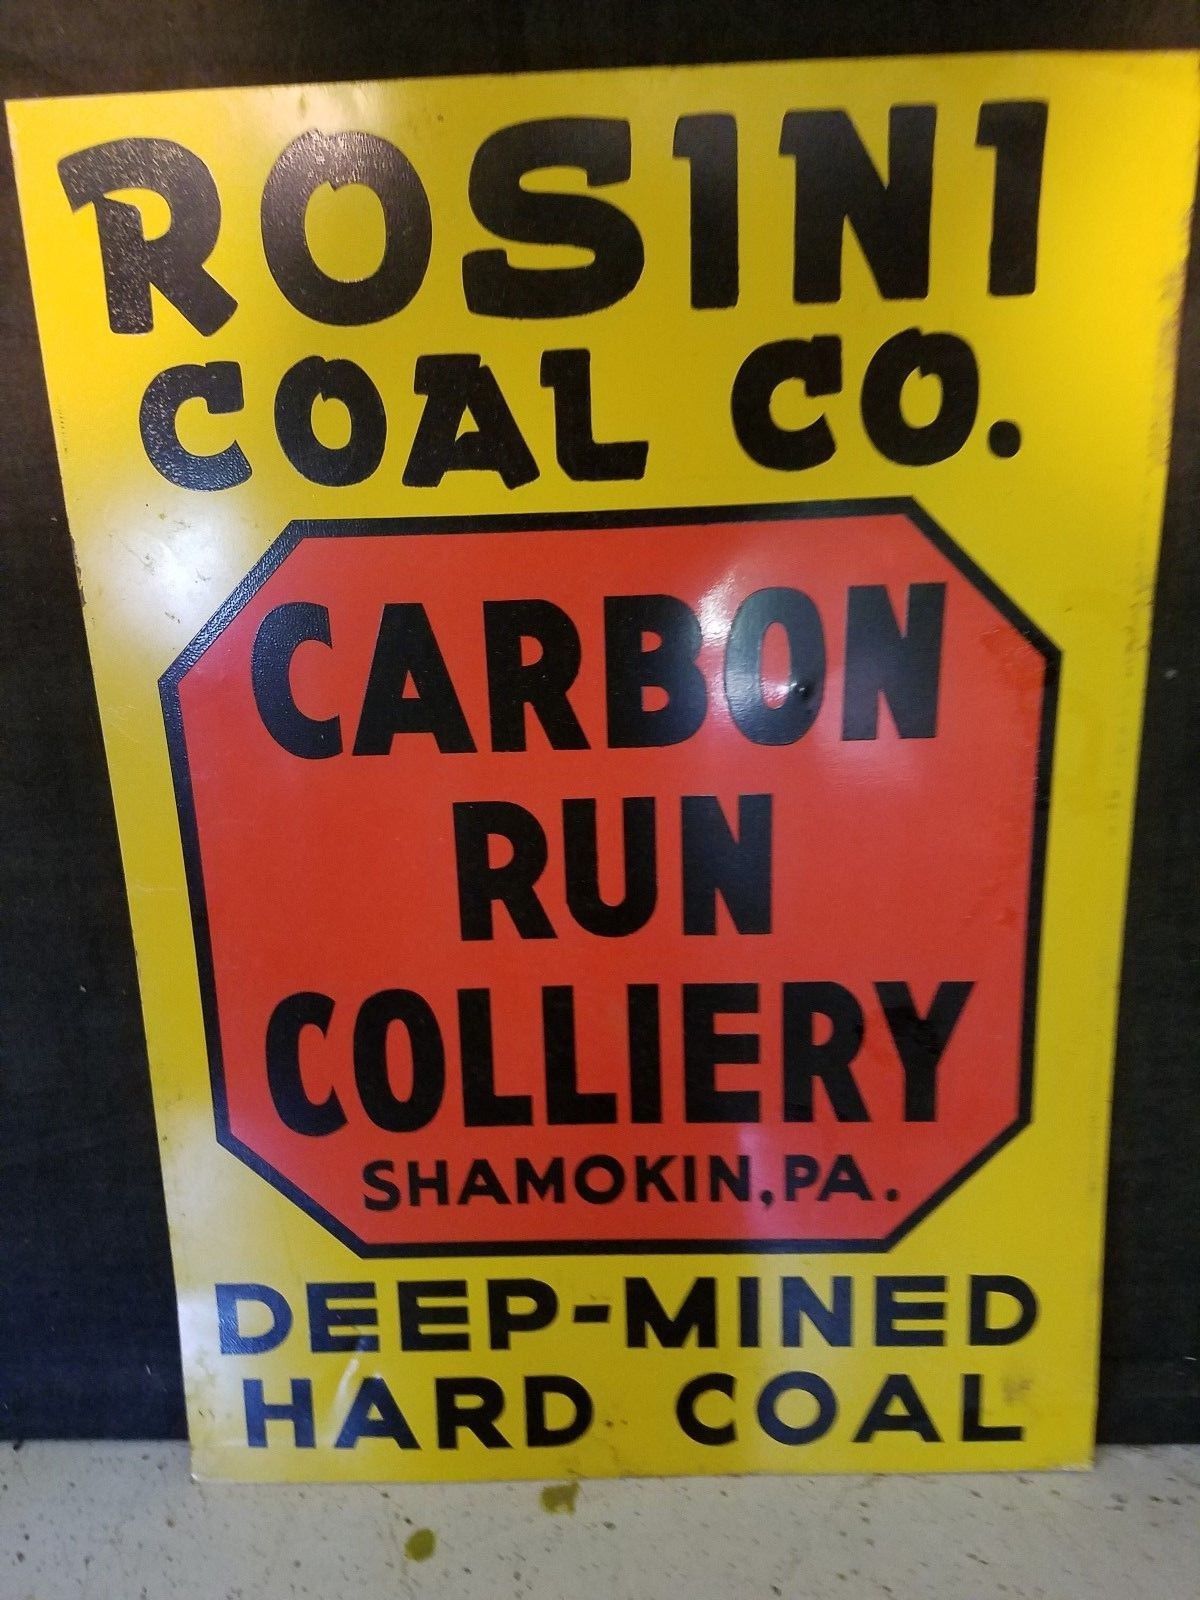 ROSINI
COAL CO.
CARBON
RUN
COLLIERY
SHAMOKIN, PA.
DEEP-MINED
HARD COAL